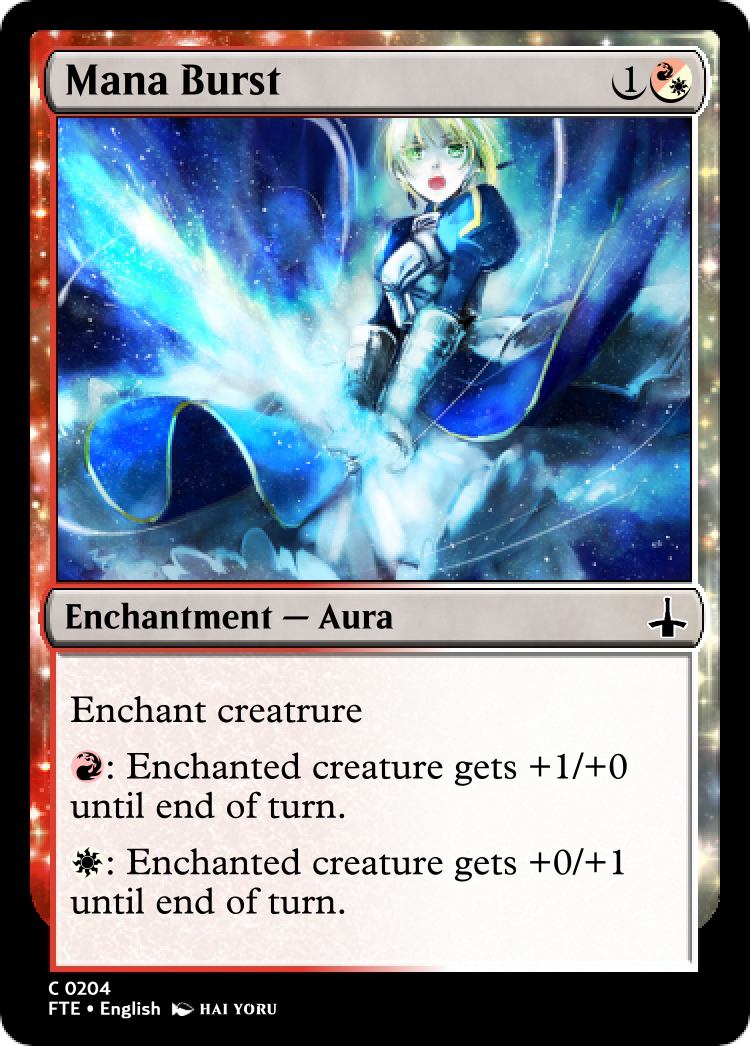 Mana Burst 1
Enchantment — Aura
Enchant creatrure
: Enchanted creature gets +1/+0
until end of turn.
: Enchanted creature gets +0/+1
until end of turn.
C 0204
FTE • English HAI YORU